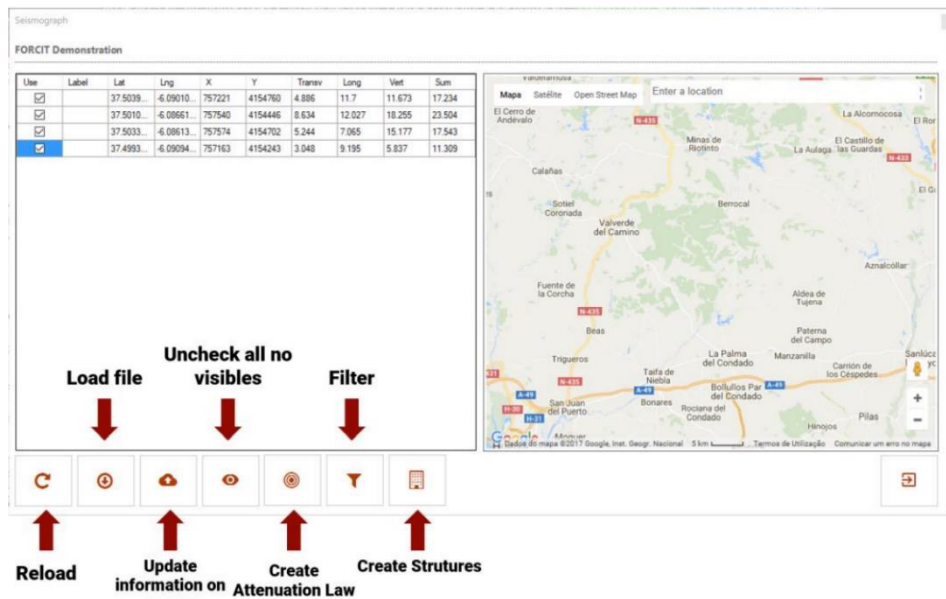 Seismograph
FORCIT Demonstration
Use Label Lat Lng X Y Transv Long Vert Sum
37.5039... -6.09010... 757221 4154760 4.886 11.7 11.673 17.234
37.5010... -6.08661... 757540 4154446 8.634 12.027 18.255 23.504
37.5033... -6.08613... 757574 4154702 5.244 7.065 15.177 17.543
37.4993... -6.09094... 757163 4154243 3.048 9.195 5.837 11.309
Mapa Satélite Open Street Map Enter a location
El Cerro de
Andévalo
N-435
La Alcornocosa
El Ror
Minas de
Riotinto
La Aulaga
El Castillo de
las Guardas
N-433
Calañas
El G
Sotiel
Coronada
Berrocal
Valverde
del Camino
Aznalcóllar
Fuente de
la Corcha
Aldea de
Tujena
N-435
Beas
Paterna
del Campo
Trigueros
La Palma
del Condado
Manzanilla
Sanlúca
Carrión de
los Céspedes
Taifa de
Niebla
N-435
A-49
A-49
Bollullos Par
del Condado
A-49
San Juan
del Puerto
Bonares
Rociana del
Condado
H-30
H-31
Hinojos
Pilas
Moguer
Google
Dados do mapa ©2017 Google, Inst. Geogr. Nacional 5 km Termos de Utilização Comunicar um erro no mapa
Load file
Uncheck all no
visibles
Filter
Reload
Update
information on
Create
Attenuation Law
Create Strutures